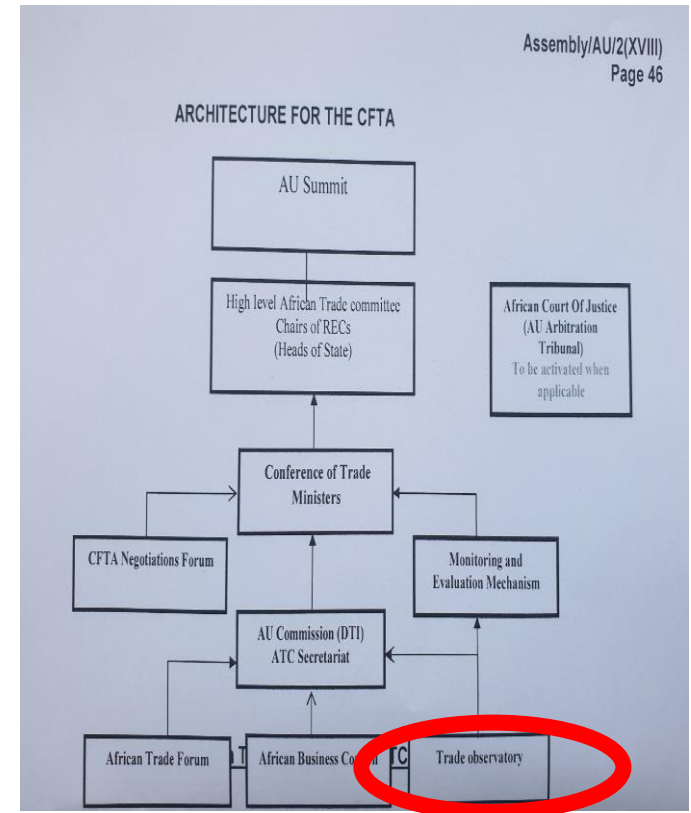 Assembly/AU/2(XVIII)
Page 46
ARCHITECTURE FOR THE CFTA
AU Summit
High level African Trade committee
Chairs of RECs
(Heads of State)
African Court Of Justice
(AU Arbitration
Tribunal)
To be activated when
applicable
Conference of Trade
Ministers
CFTA Negotiations Forum
Monitoring and
Evaluation Mechanism
AU Commission (DTI)
ATC Secretariat
African Trade Forum
African Business
Trade observatory